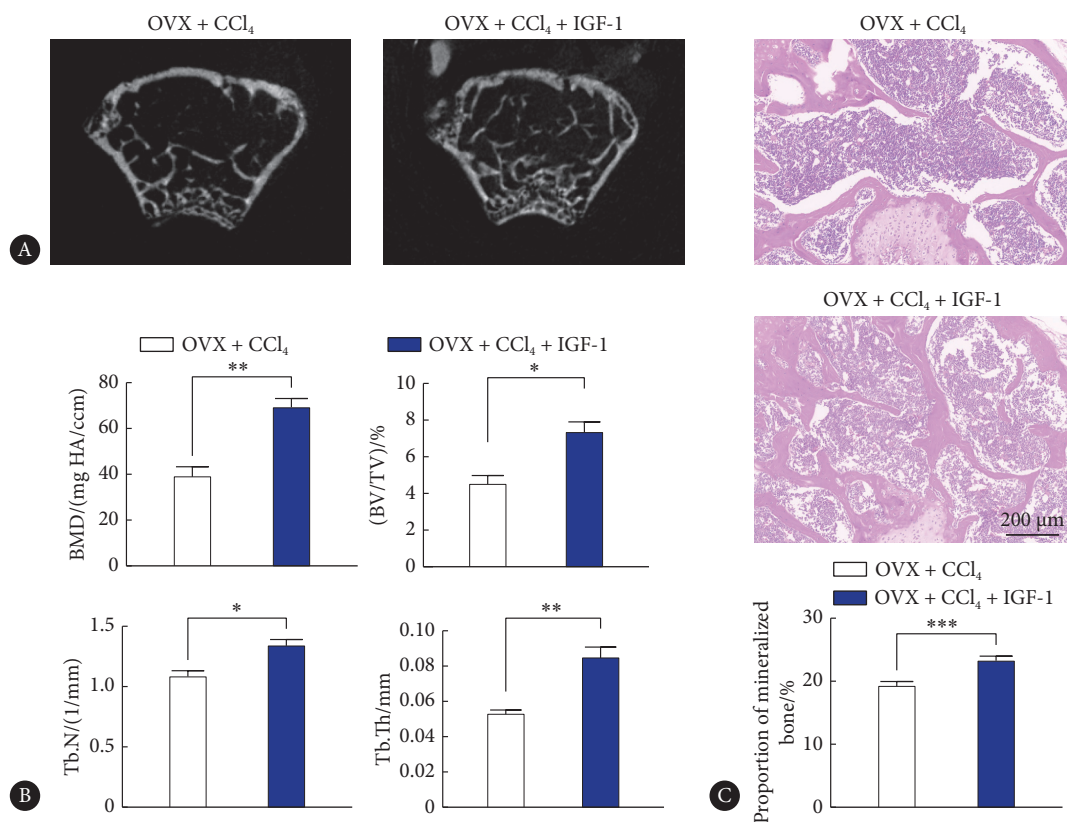 OVX + CCl₄
OVX + CCl₄ + IGF-1
A
OVX + CCl₄
OVX + CCl₄ + IGF-1
200 μm
OVX + CCl₄
OVX + CCl₄ + IGF-1
BMD/(mg HA/ccm)
80
60
40
20
0
**
(BV/TV)/%
10
8
6
4
2
0
*
B
Tb.N/(1/mm)
1.5
1.0
0.5
0
*
Tb.Th/mm
0.10
0.08
0.06
0.04
0.02
0
**
C
OVX + CCl₄
OVX + CCl₄ + IGF-1
Proportion of mineralized
bone/%
30
20
10
0
***